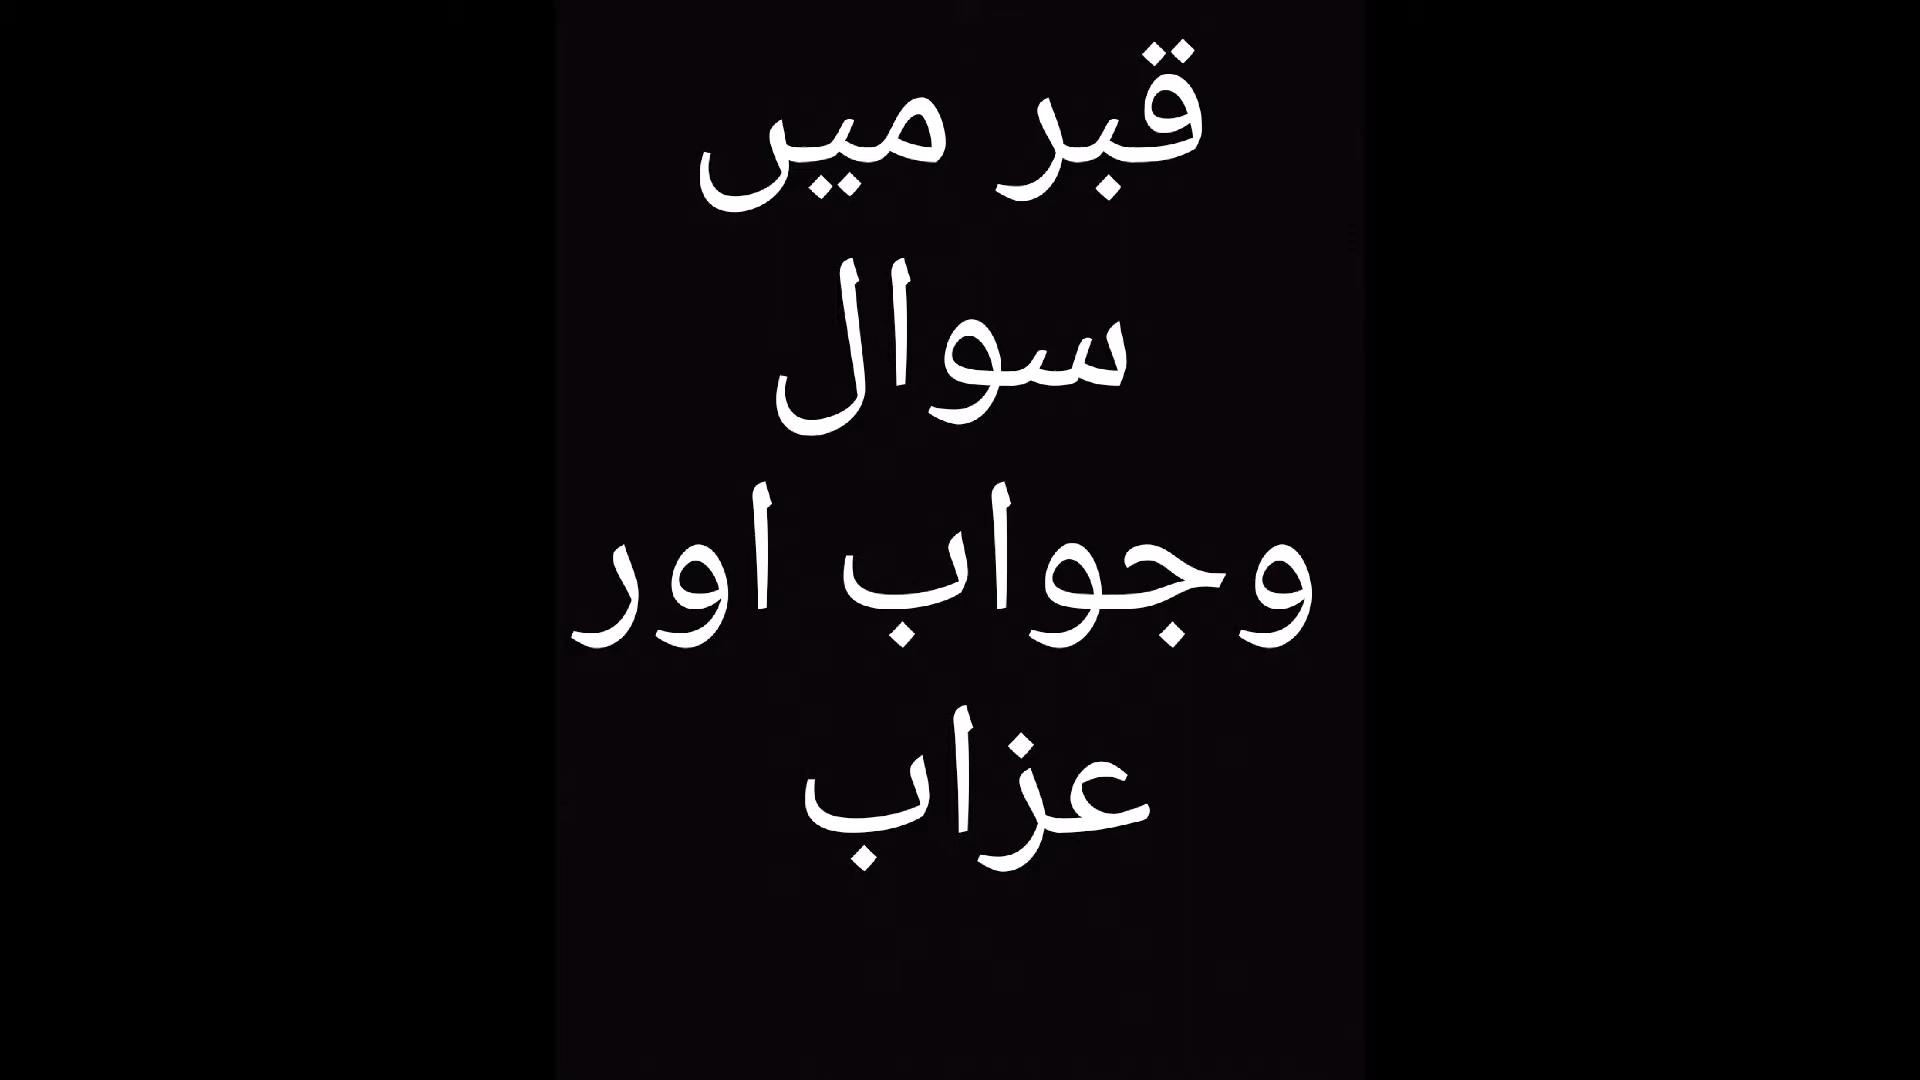 قبر میں
سوال
وجواب اور
عزاب